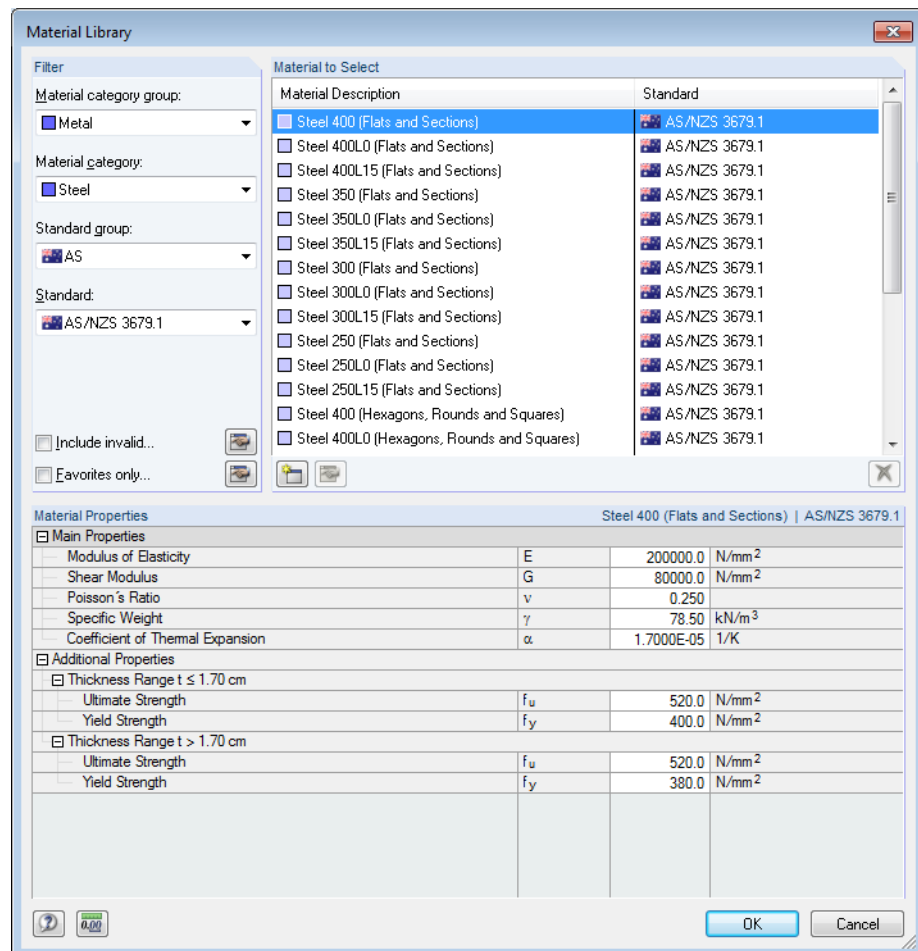 Material Library
Filter
Material category group:
Metal
Material category:
Steel
Standard group:
AS
Standard:
AS/NZS 3679.1
Include invalid...
Favorites only...
Material to Select
Material Description Standard
Steel 400 (Flats and Sections) AS/NZS 3679.1
Steel 400L0 (Flats and Sections) AS/NZS 3679.1
Steel 400L15 (Flats and Sections) AS/NZS 3679.1
Steel 350 (Flats and Sections) AS/NZS 3679.1
Steel 350L0 (Flats and Sections) AS/NZS 3679.1
Steel 350L15 (Flats and Sections) AS/NZS 3679.1
Steel 300 (Flats and Sections) AS/NZS 3679.1
Steel 300L0 (Flats and Sections) AS/NZS 3679.1
Steel 300L15 (Flats and Sections) AS/NZS 3679.1
Steel 250 (Flats and Sections) AS/NZS 3679.1
Steel 250L0 (Flats and Sections) AS/NZS 3679.1
Steel 250L15 (Flats and Sections) AS/NZS 3679.1
Steel 400 (Hexagons, Rounds and Squares) AS/NZS 3679.1
Steel 400L0 (Hexagons, Rounds and Squares) AS/NZS 3679.1
Material Properties Steel 400 (Flats and Sections) | AS/NZS 3679.1
Main Properties
Modulus of Elasticity E 200000.0 N/mm²
Shear Modulus G 80000.0 N/mm²
Poisson´s Ratio ν 0.250
Specific Weight γ 78.50 kN/m³
Coefficient of Thermal Expansion α 1.7000E-05 1/K
Additional Properties
Thickness Range t ≤ 1.70 cm
Ultimate Strength fu 520.0 N/mm²
Yield Strength fy 400.0 N/mm²
Thickness Range t > 1.70 cm
Ultimate Strength fu 520.0 N/mm²
Yield Strength fy 380.0 N/mm²
0.00
OK Cancel